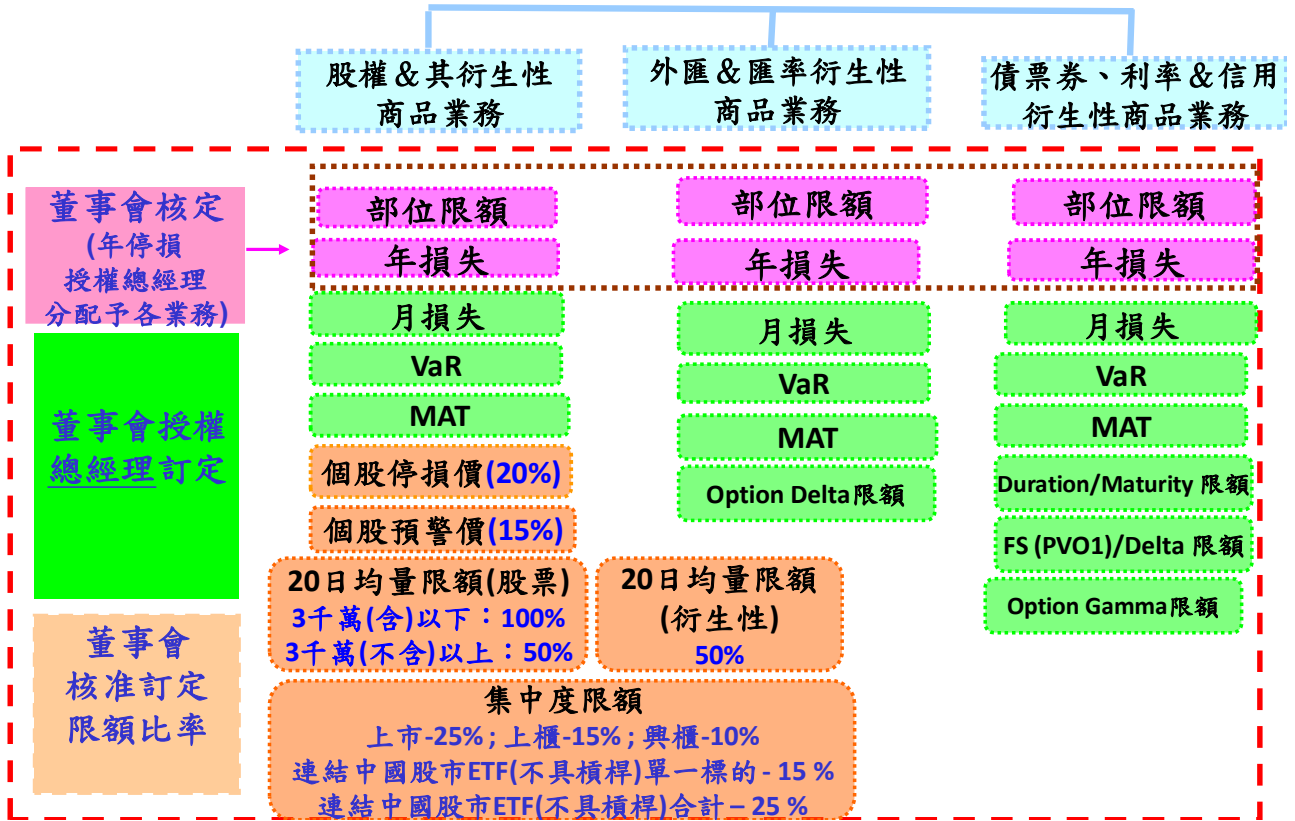 股權＆其衍生性
商品業務
外匯＆匯率衍生性
商品業務
債票券、利率＆信用
衍生性商品業務
董事會核定
(年停損
授權總經理
分配予各業務)
董事會授權
總經理訂定
董事會
核准訂定
限額比率
部位限額
年損失
月損失
VaR
MAT
個股停損價(20%)
個股預警價(15%)
20日均量限額(股票)
3千萬(含)以下：100%
3千萬(不含)以上：50%
20日均量限額
(衍生性)
50%
集中度限額
上市-25% ; 上櫃-15% ; 興櫃-10%
連結中國股市ETF(不具槓桿)單一標的 - 15 %
連結中國股市ETF(不具槓桿)合計 – 25 %
部位限額
年損失
月損失
VaR
MAT
Option Delta限額
部位限額
年損失
月損失
VaR
MAT
Duration/Maturity 限額
FS (PVO1)/Delta 限額
Option Gamma限額